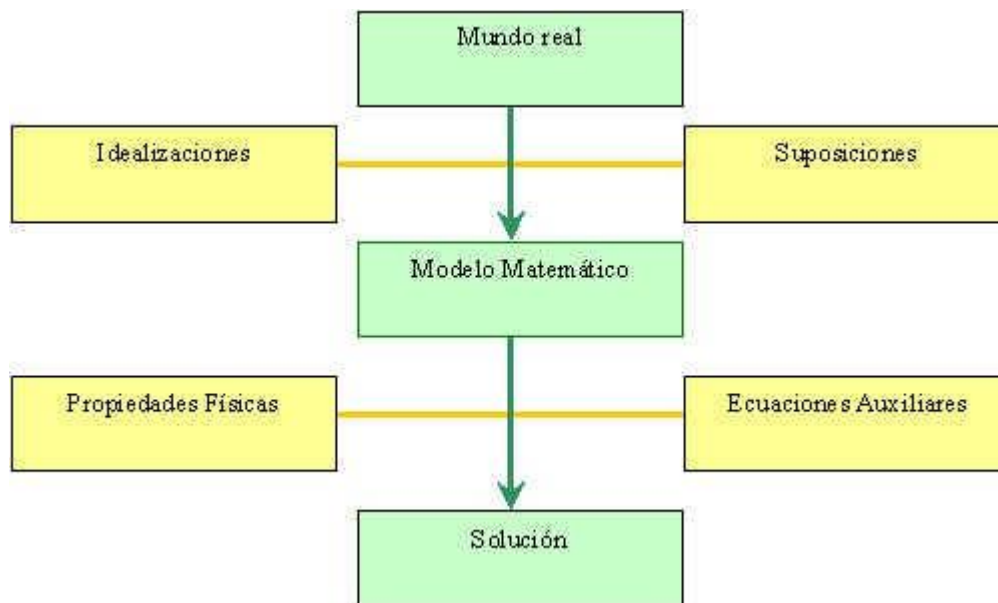 Mundo real
Idealizaciones
Suposiciones
Modelo Matemático
Propiedades Físicas
Ecuaciones Auxiliares
Solución